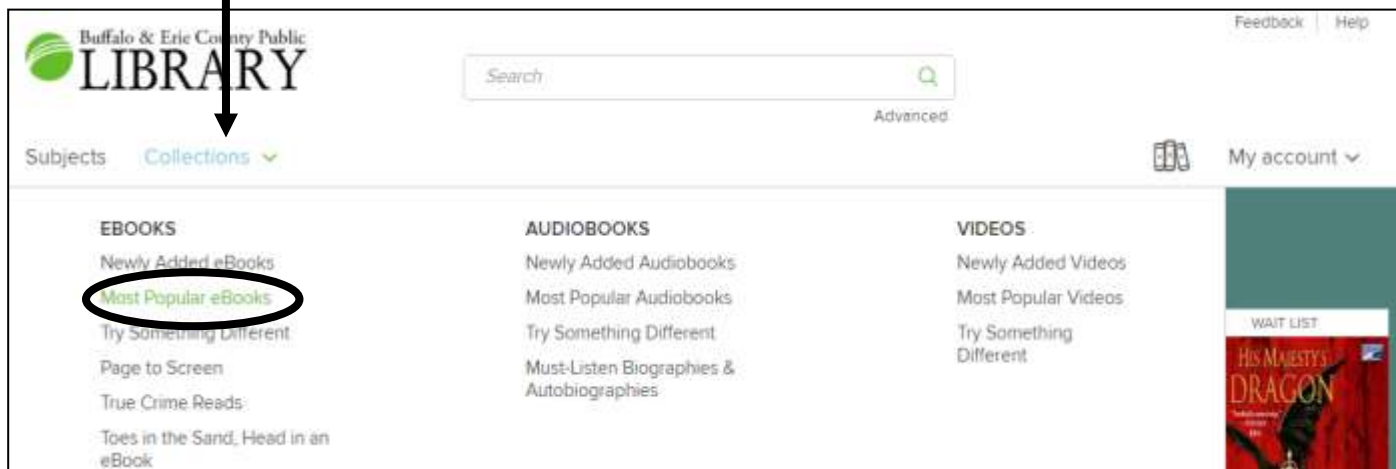 Feedback | Help
Buffalo & Erie County Public
LIBRARY
Search
Advanced
Subjects Collections
My account
EBOOKS
Newly Added eBooks
Most Popular eBooks
Try Something Different
Page to Screen
True Crime Reads
Toes in the Sand, Head in an
eBook
AUDIOBOOKS
Newly Added Audiobooks
Most Popular Audiobooks
Try Something Different
Must-Listen Biographies &
Autobiographies
VIDEOS
Newly Added Videos
Most Popular Videos
Try Something
Different
WAIT LIST
HIS MAJESTY'S
DRAGON